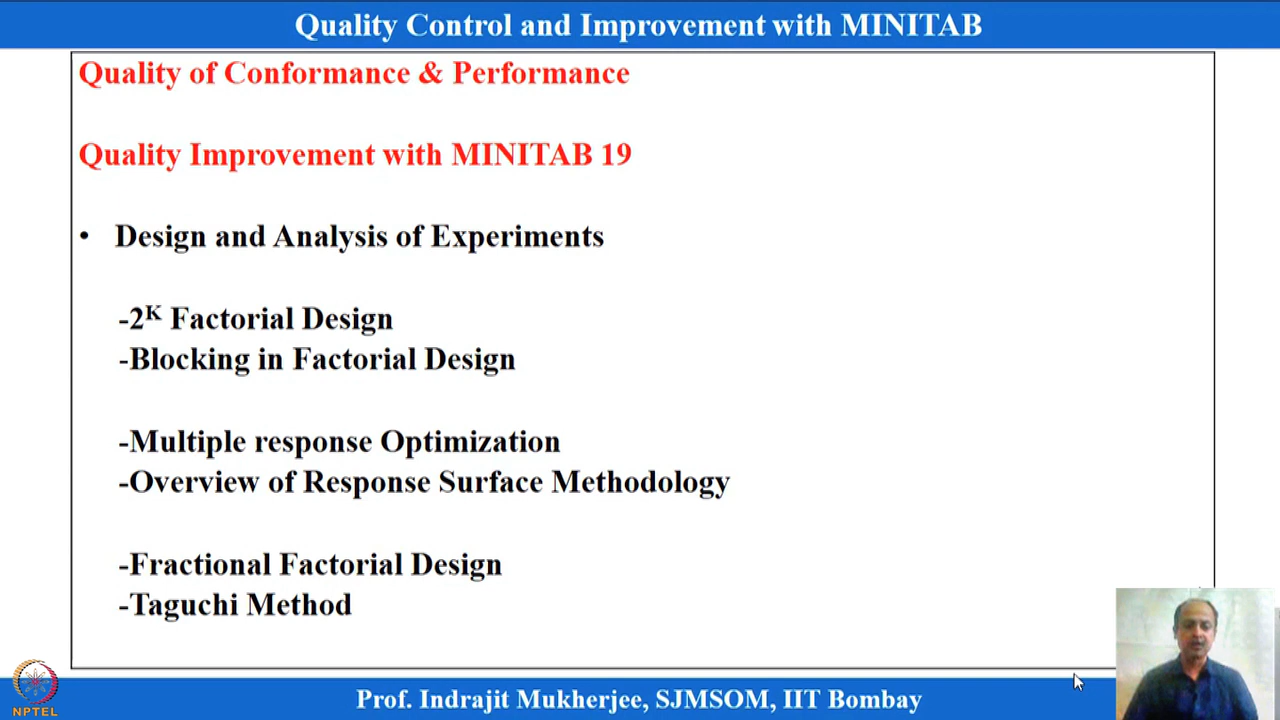 Quality Control and Improvement with MINITAB
Quality of Conformance & Performance
Quality Improvement with MINITAB 19
• Design and Analysis of Experiments
-2ᴷ Factorial Design
-Blocking in Factorial Design
-Multiple response Optimization
-Overview of Response Surface Methodology
-Fractional Factorial Design
-Taguchi Method
NPTEL
Prof. Indrajit Mukherjee, SJMSOM, IIT Bombay